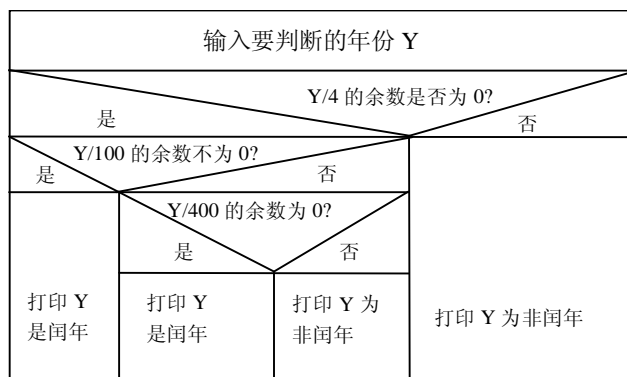 输入要判断的年份 Y
Y/4 的余数是否为 0?
是
否
Y/100 的余数不为 0?
是
否
Y/400 的余数为 0?
是
否
打印 Y
是闰年
打印 Y
是闰年
打印 Y 为
非闰年
打印 Y 为非闰年